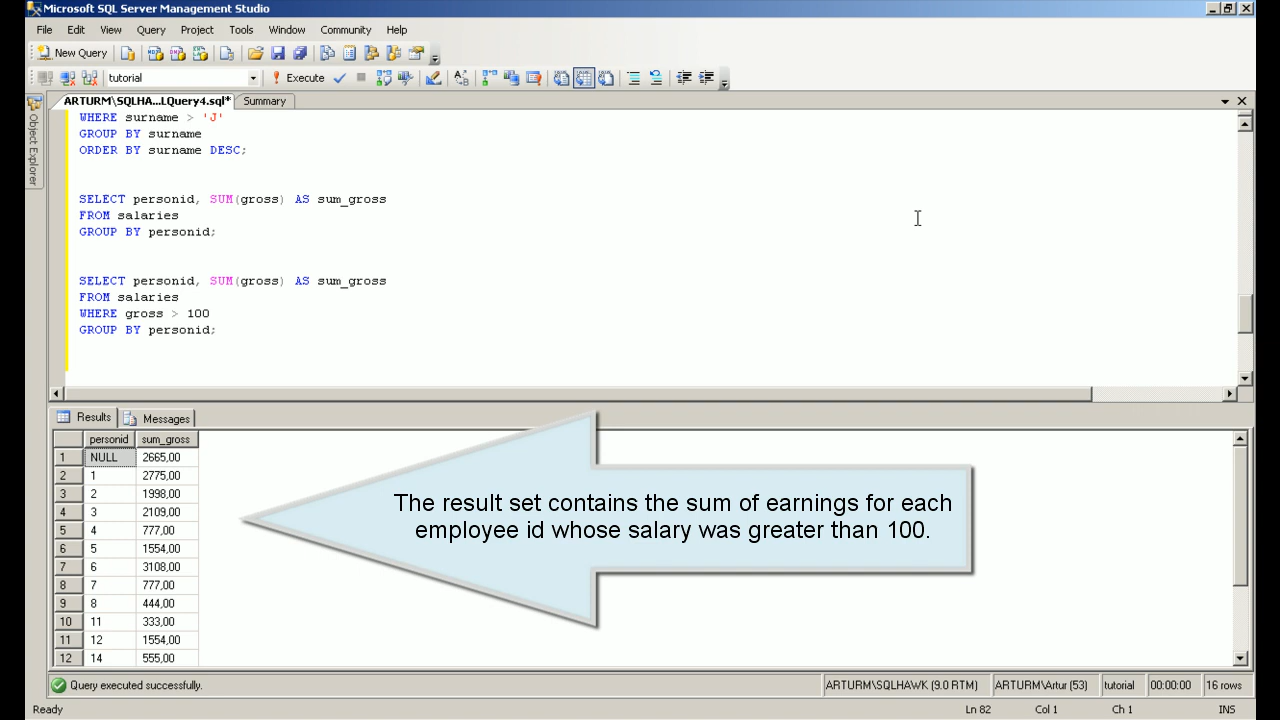 Microsoft SQL Server Management Studio
File Edit View Query Project Tools Window Community Help
New Query
tutorial Execute
ARTURM\SQLHA...LQuery4.sql* Summary
Object Explorer
WHERE surname > 'J'
GROUP BY surname
ORDER BY surname DESC;
SELECT personid, SUM(gross) AS sum_gross
FROM salaries
GROUP BY personid;
SELECT personid, SUM(gross) AS sum_gross
FROM salaries
WHERE gross > 100
GROUP BY personid;
Results Messages
personid sum_gross
1 NULL 2665,00
2 1 2775,00
3 2 1998,00
4 3 2109,00
5 4 777,00
6 5 1554,00
7 6 3108,00
8 7 777,00
9 8 444,00
10 11 333,00
11 12 1554,00
12 14 555,00
The result set contains the sum of earnings for each
employee id whose salary was greater than 100.
Query executed successfully. ARTURM\SQLHAWK (9.0 RTM) ARTURM\Artur (53) tutorial 00:00:00 16 rows
Ready Ln 82 Col 1 Ch 1 INS